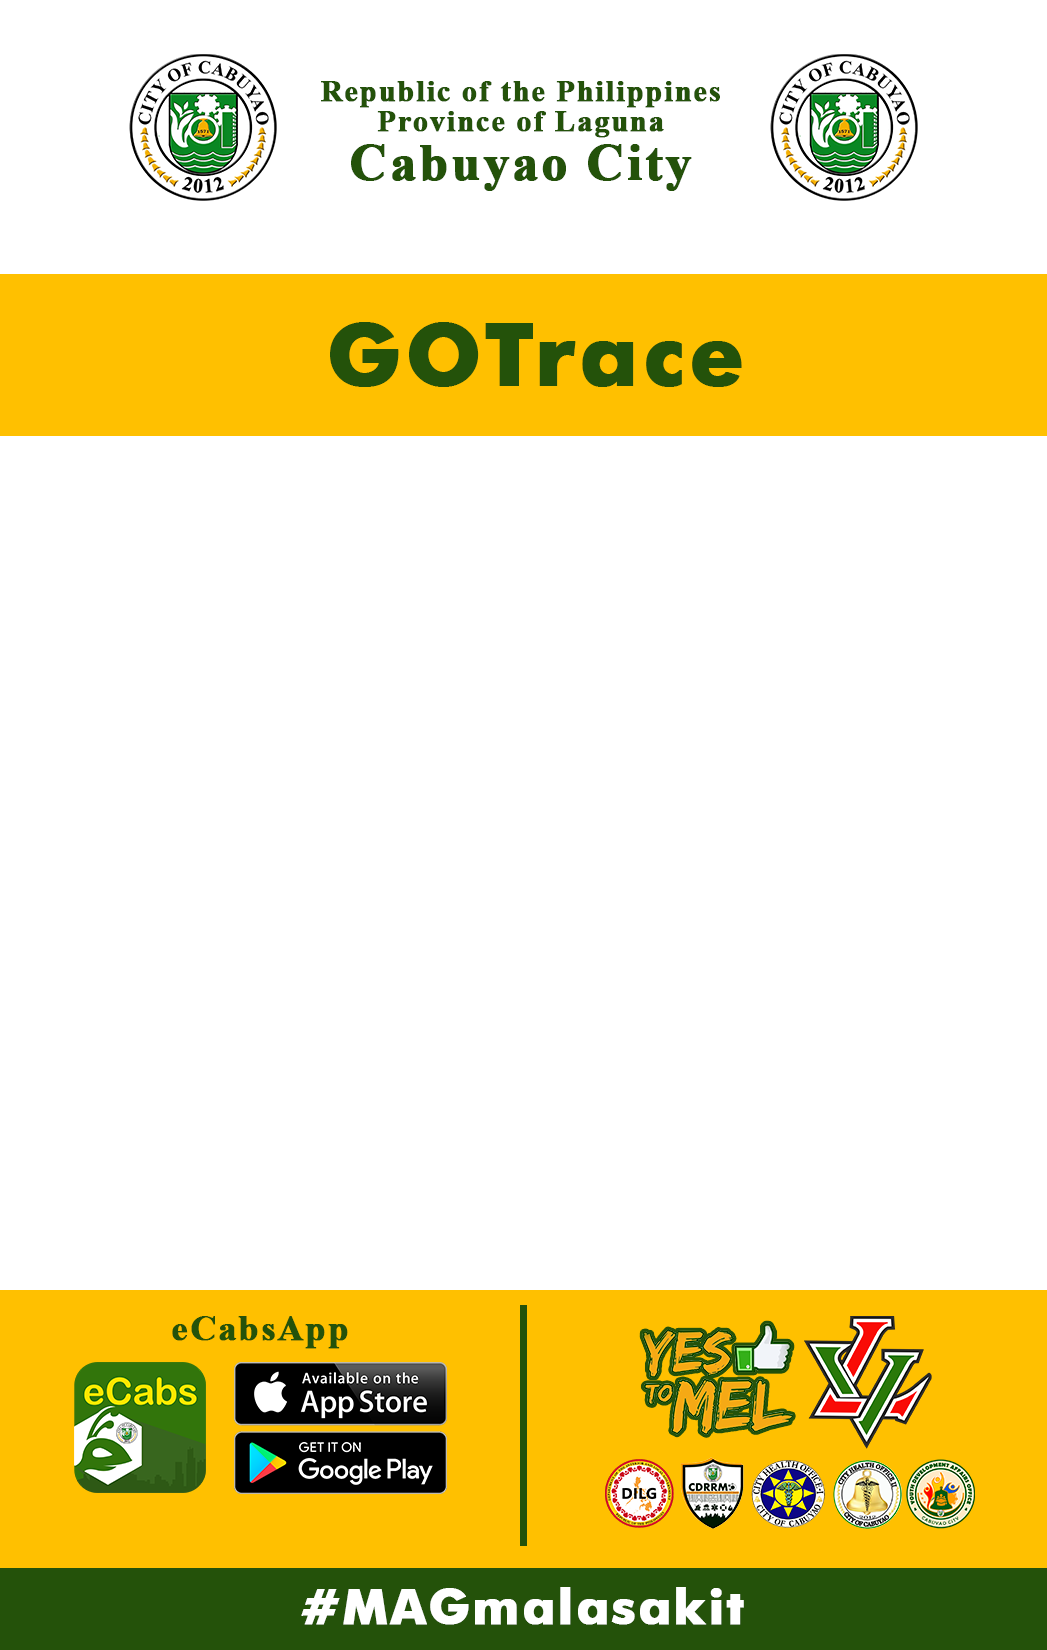 CITY OF CABUYAO
1571
2012
Republic of the Philippines
Province of Laguna
Cabuyao City
CITY OF CABUYAO
1571
2012
GOTrace
eCabsApp
eCabs
Available on the
App Store
GET IT ON
Google Play
YES
TO
MEL
DILG
CDRRMO
CITY HEALTH OFFICE-I
CITY OF CABUYAO
CITY HEALTH OFFICE II
CITY OF CABUYAO
YOUTH DEVELOPMENT AFFAIRS OFFICE
CABUYAO CITY
#MAGmalasakit